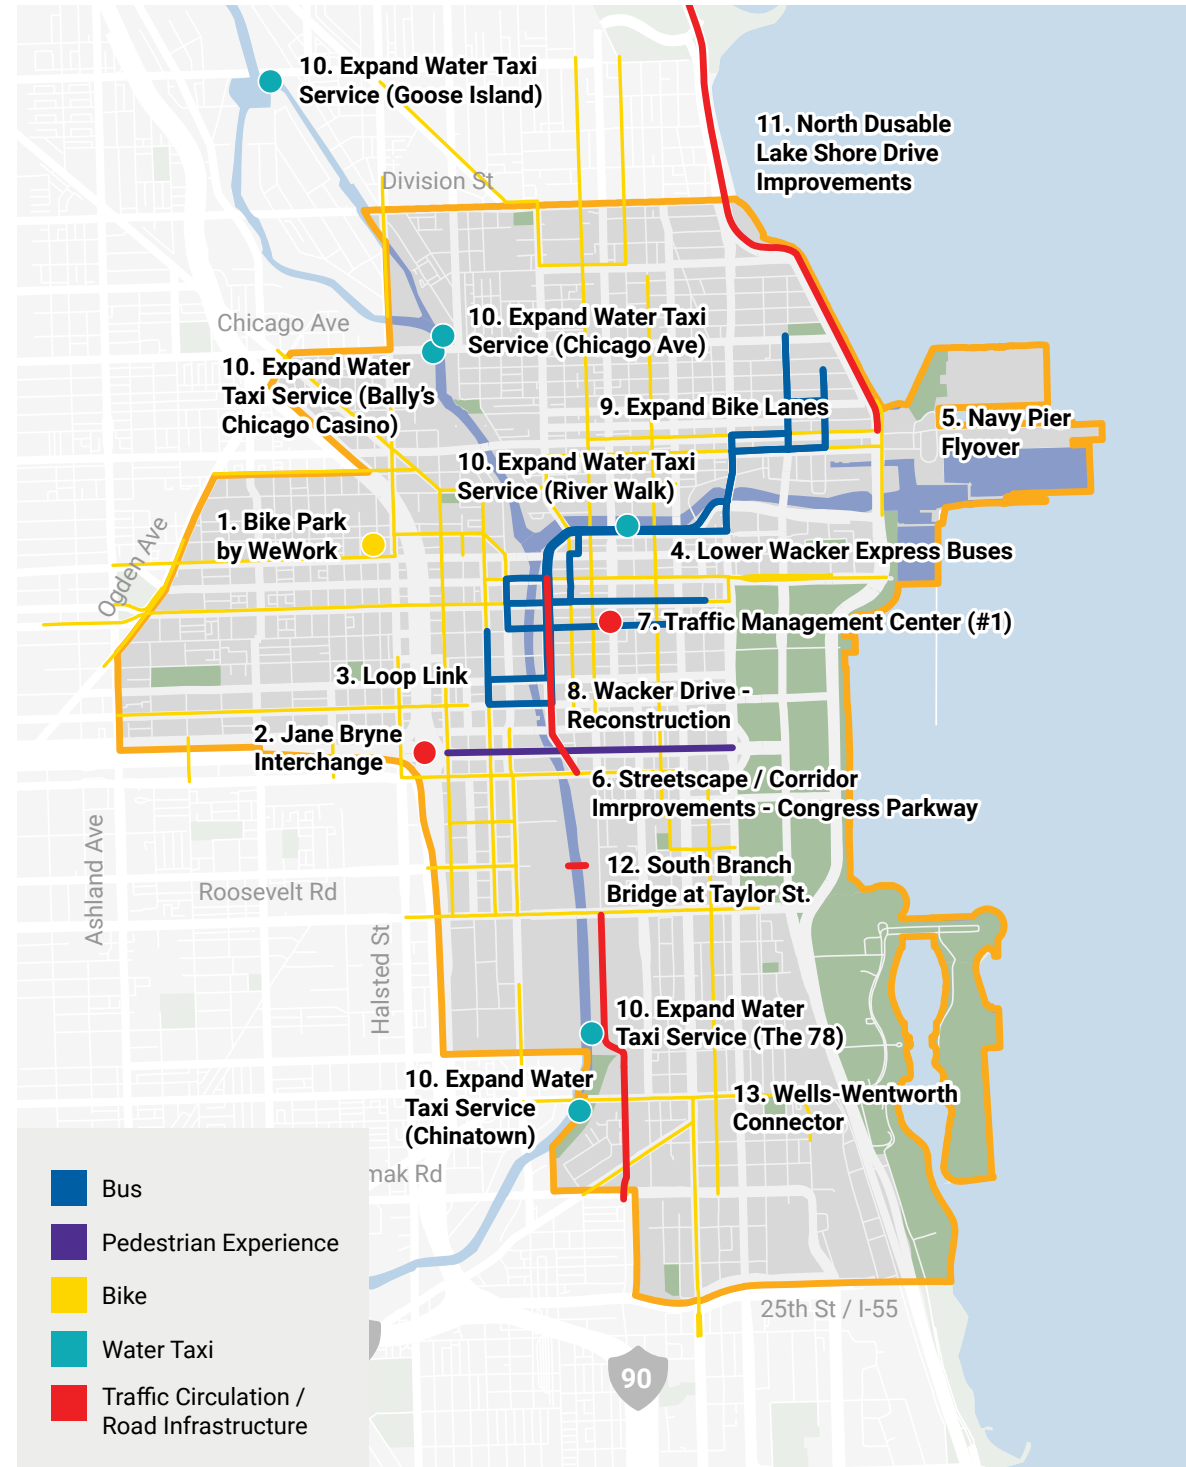 10. Expand Water Taxi
Service (Goose Island)
11. North Dusable
Lake Shore Drive
Improvements
Division St
Chicago Ave
10. Expand Water Taxi
Service (Chicago Ave)
10. Expand Water
Taxi Service (Bally’s
Chicago Casino)
9. Expand Bike Lanes
5. Navy Pier
Flyover
10. Expand Water Taxi
Service (River Walk)
1. Bike Park
by WeWork
Ogden Ave
4. Lower Wacker Express Buses
7. Traffic Management Center (#1)
3. Loop Link
8. Wacker Drive -
Reconstruction
2. Jane Bryne
Interchange
6. Streetscape / Corridor
Imrprovements - Congress Parkway
Ashland Ave
12. South Branch
Bridge at Taylor St.
Roosevelt Rd
Halsted St
10. Expand Water
Taxi Service (The 78)
10. Expand Water
Taxi Service
(Chinatown)
13. Wells-Wentworth
Connector
mak Rd
25th St / I-55
90
Bus
Pedestrian Experience
Bike
Water Taxi
Traffic Circulation /
Road Infrastructure